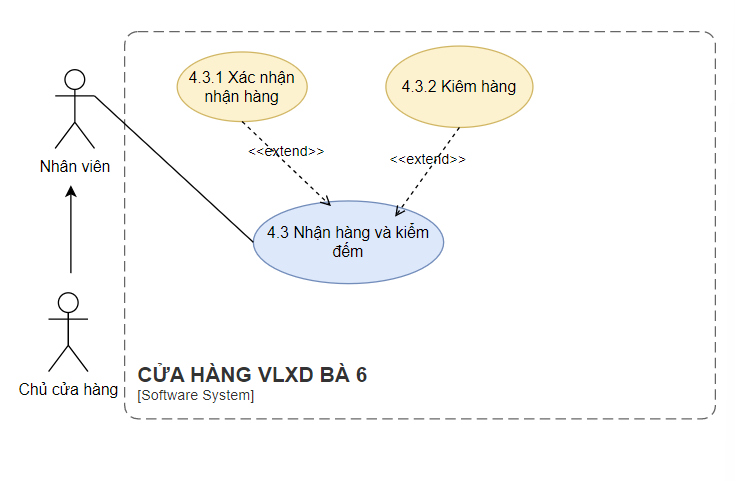 4.3.1 Xác nhận
nhận hàng
4.3.2 Kiêm hàng
<<extend>>
<<extend>>
Nhân viên
4.3 Nhận hàng và kiểm
đếm
Chủ cửa hàng
CỬA HÀNG VLXD BÀ 6
[Software System]